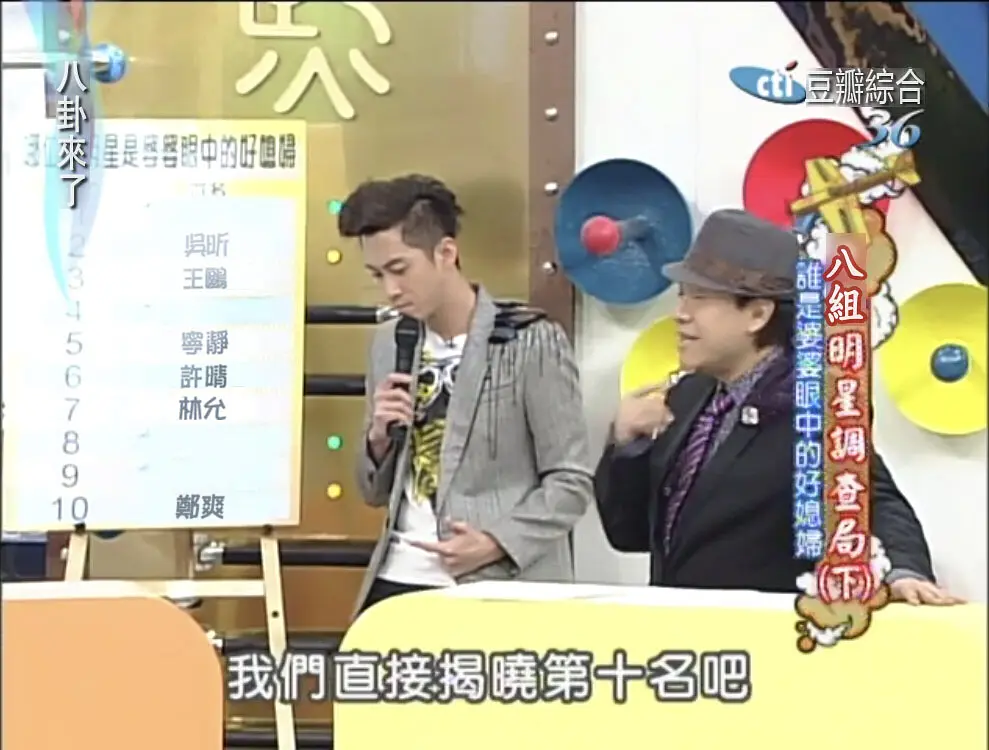 八卦來了
cti 豆瓣綜合
36
明星是婆婆眼中的好媳婦
2 吳昕
3 王鷗
4
5 寧靜
6 許晴
7 林允
8
9
10 鄭爽
八組明星調查局(下)
誰是婆婆眼中的好媳婦
我們直接揭曉第十名吧